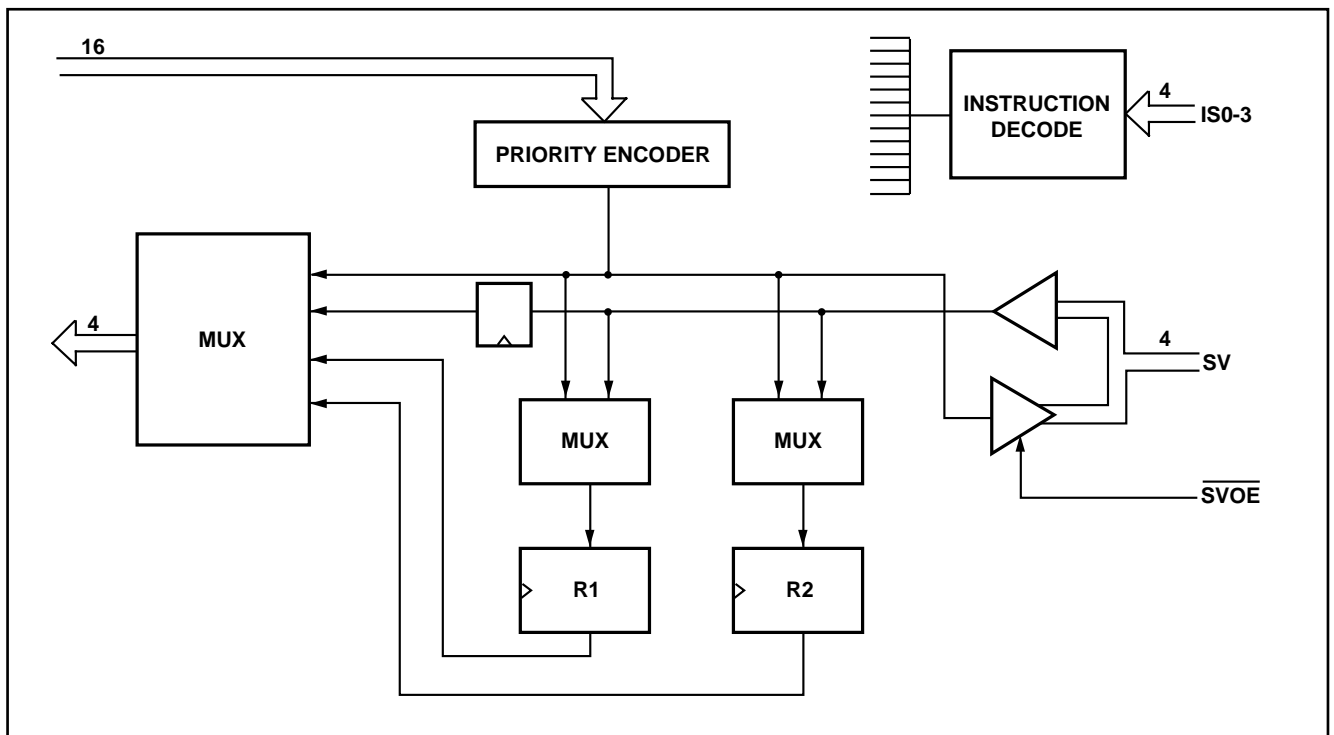 16
INSTRUCTION
DECODE
4
IS0-3
PRIORITY ENCODER
4
MUX
4
SV
MUX
MUX
SVOE
R1
R2